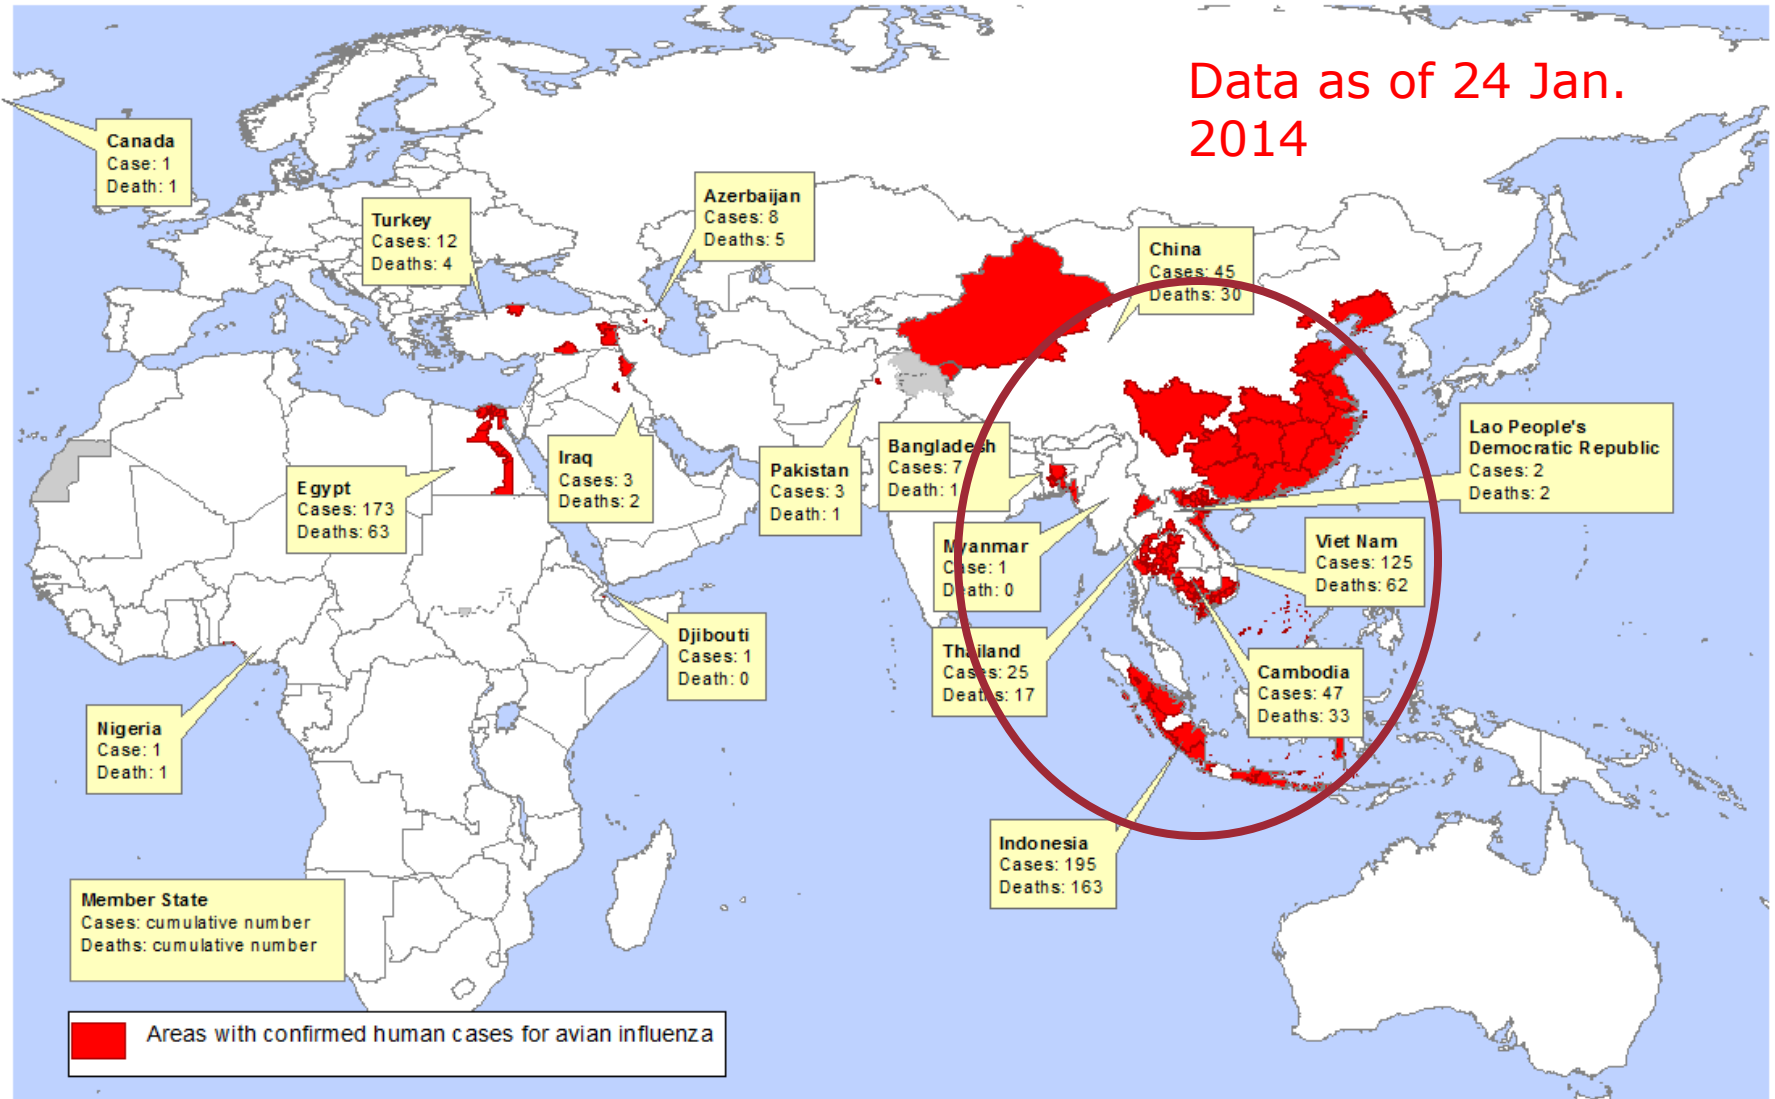 Data as of 24 Jan.
2014
Canada
Case: 1
Death: 1
Turkey
Cases: 12
Deaths: 4
Azerbaijan
Cases: 8
Deaths: 5
China
Cases: 45
Deaths: 30
Lao People's
Democratic Republic
Cases: 2
Deaths: 2
Egypt
Cases: 173
Deaths: 63
Iraq
Cases: 3
Deaths: 2
Pakistan
Cases: 3
Death: 1
Bangladesh
Cases: 7
Death: 1
Myanmar
Case: 1
Death: 0
Viet Nam
Cases: 125
Deaths: 62
Djibouti
Cases: 1
Death: 0
Thailand
Cases: 25
Deaths: 17
Cambodia
Cases: 47
Deaths: 33
Nigeria
Case: 1
Death: 1
Indonesia
Cases: 195
Deaths: 163
Member State
Cases: cumulative number
Deaths: cumulative number
Areas with confirmed human cases for avian influenza